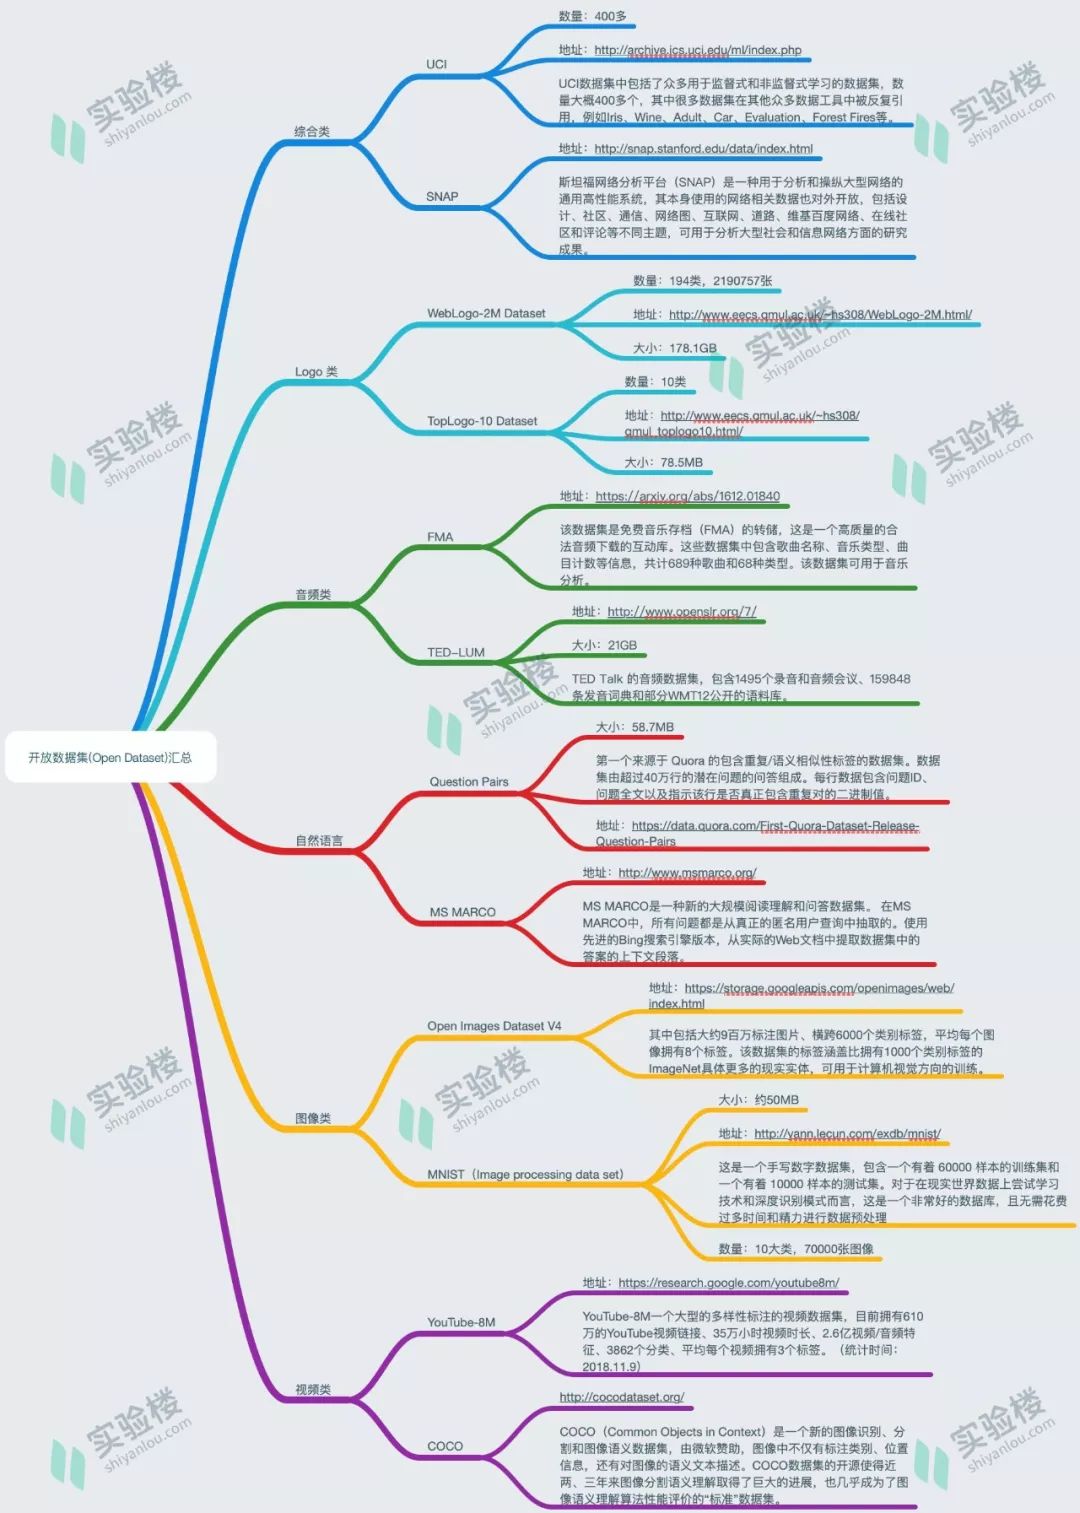 数量：400多
地址：http://archive.ics.uci.edu/ml/index.php
UCI
UCI数据集中包括了众多用于监督式和非监督式学习的数据集，数
量大概400多个，其中很多数据集在其他众多数据工具中被反复引
用，例如Iris、Wine、Adult、Car、Evaluation、Forest Fires等。
综合类
地址：http://snap.stanford.edu/data/index.html
SNAP
斯坦福网络分析平台（SNAP）是一种用于分析和操纵大型网络的
通用高性能系统，其本身使用的网络相关数据也对外开放，包括设
计、社区、通信、网络图、互联网、道路、维基百度网络、在线社
区和评论等不同主题，可用于分析大型社会和信息网络方面的研究
成果。
数量：194类，2190757张
WebLogo-2M Dataset
地址：http://www.eecs.qmul.ac.uk/~hs308/WebLogo-2M.html/
大小：178.1GB
Logo 类
数量：10类
TopLogo-10 Dataset
地址：http://www.eecs.qmul.ac.uk/~hs308/
qmul_toplogo10.html/
大小：78.5MB
地址：https://arxiv.org/abs/1612.01840
FMA
该数据集是免费音乐存档（FMA）的转储，这是一个高质量的合
法音频下载的互动库。这些数据集中包含歌曲名称、音乐类型、曲
目计数等信息，共计689种歌曲和68种类型。该数据集可用于音乐
分析。
音频类
地址：http://www.openslr.org/7/
大小：21GB
TED-LUM
TED Talk 的音频数据集，包含1495个录音和音频会议、159848
条发音词典和部分WMT12公开的语料库。
开放数据集(Open Dataset)汇总
大小：58.7MB
Question Pairs
第一个来源于 Quora 的包含重复/语义相似性标签的数据集。数据
集由超过40万行的潜在问题的问答组成。每行数据包含问题ID、
问题全文以及指示该行是否真正包含重复对的二进制值。
地址：https://data.quora.com/First-Quora-Dataset-Release-
Question-Pairs
自然语言
地址：http://www.msmarco.org/
MS MARCO
MS MARCO是一种新的大规模阅读理解和问答数据集。 在MS
MARCO中，所有问题都是从真正的匿名用户查询中抽取的。使用
先进的Bing搜索引擎版本，从实际的Web文档中提取数据集中的
答案的上下文段落。
地址：https://storage.googleapis.com/openimages/web/
index.html
Open Images Dataset V4
其中包括大约9百万标注图片、横跨6000个类别标签，平均每个图
像拥有8个标签。该数据集的标签涵盖比拥有1000个类别标签的
ImageNet具体更多的现实实体，可用于计算机视觉方向的训练。
图像类
大小：约50MB
地址：http://yann.lecun.com/exdb/mnist/
MNIST（Image processing data set）
这是一个手写数字数据集，包含一个有着 60000 样本的训练集和
一个有着 10000 样本的测试集。对于在现实世界数据上尝试学习
技术和深度识别模式而言，这是一个非常好的数据库，且无需花费
过多时间和精力进行数据预处理
数量：10大类，70000张图像
地址：https://research.google.com/youtube8m/
YouTube-8M
YouTube-8M一个大型的多样性标注的视频数据集，目前拥有610
万的YouTube视频链接、35万小时视频时长、2.6亿视频/音频特
征、3862个分类、平均每个视频拥有3个标签。（统计时间：
2018.11.9）
视频类
http://cocodataset.org/
COCO
COCO（Common Objects in Context）是一个新的图像识别、分
割和图像语义数据集，由微软赞助，图像中不仅有标注类别、位置
信息，还有对图像的语义文本描述。COCO数据集的开源使得近
两、三年来图像分割语义理解取得了巨大的进展，也几乎成为了图
像语义理解算法性能评价的“标准”数据集。
实验楼
shiyanlou.com
实验楼
shiyanlou.com
实验楼
shiyanlou.com
实验楼
shiyanlou.com
实验楼
shiyanlou.com
实验楼
shiyanlou.com
实验楼
shiyanlou.com
实验楼
shiyanlou.com
实验楼
shiyanlou.com
实验楼
shiyanlou.com